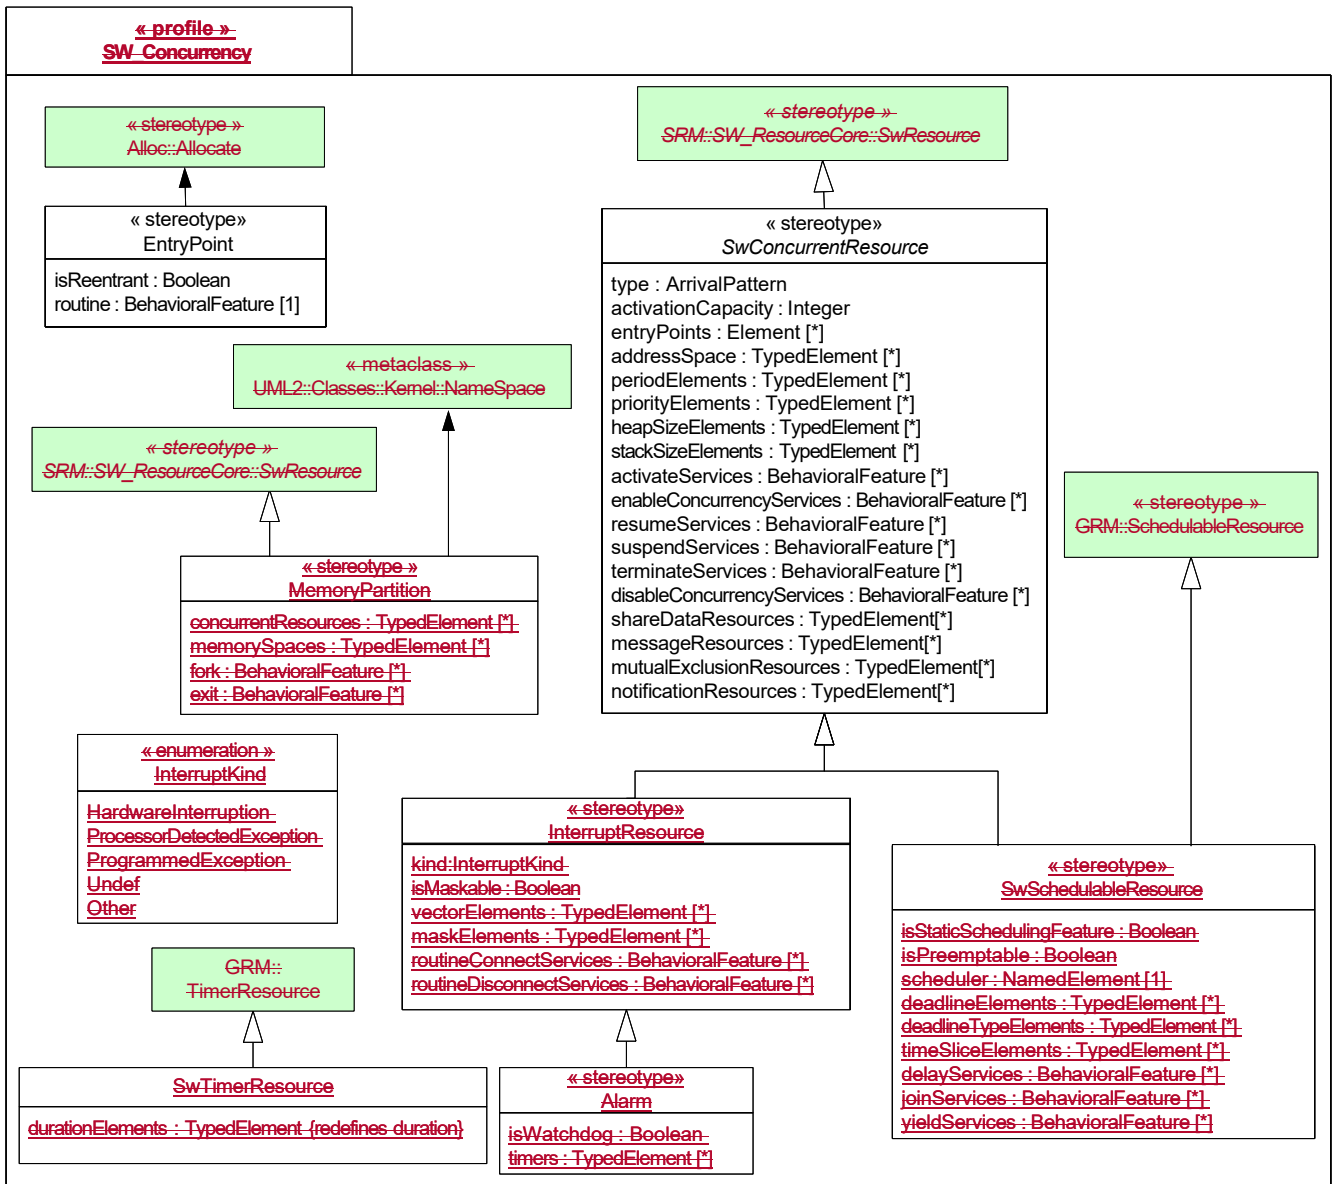 « profile »
SW_Concurrency
« stereotype »
Alloc::Allocate
« stereotype»
EntryPoint
isReentrant : Boolean
routine : BehavioralFeature [1]
« metaclass »
UML2::Classes::Kernel::NameSpace
« stereotype »
SRM::SW_ResourceCore::SwResource
« stereotype »
MemoryPartition
concurrentResources : TypedElement [*]
memorySpaces : TypedElement [*]
fork : BehavioralFeature [*]
exit : BehavioralFeature [*]
« enumeration »
InterruptKind
HardwareInterruption
ProcessorDetectedException
ProgrammedException
Undef
Other
GRM::
TimerResource
SwTimerResource
durationElements : TypedElement {redefines duration}
« stereotype »
SRM::SW_ResourceCore::SwResource
« stereotype»
SwConcurrentResource
type : ArrivalPattern
activationCapacity : Integer
entryPoints : Element [*]
addressSpace : TypedElement [*]
periodElements : TypedElement [*]
priorityElements : TypedElement [*]
heapSizeElements : TypedElement [*]
stackSizeElements : TypedElement [*]
activateServices : BehavioralFeature [*]
enableConcurrencyServices : BehavioralFeature [*]
resumeServices : BehavioralFeature [*]
suspendServices : BehavioralFeature [*]
terminateServices : BehavioralFeature [*]
disableConcurrencyServices : BehavioralFeature [*]
shareDataResources : TypedElement[*]
messageResources : TypedElement[*]
mutualExclusionResources : TypedElement[*]
notificationResources : TypedElement[*]
« stereotype »
GRM::SchedulableResource
« stereotype»
InterruptResource
kind:InterruptKind
isMaskable : Boolean
vectorElements : TypedElement [*]
maskElements : TypedElement [*]
routineConnectServices : BehavioralFeature [*]
routineDisconnectServices : BehavioralFeature [*]
« stereotype»
Alarm
isWatchdog : Boolean
timers : TypedElement [*]
« stereotype»
SwSchedulableResource
isStaticSchedulingFeature : Boolean
isPreemptable : Boolean
scheduler : NamedElement [1]
deadlineElements : TypedElement [*]
deadlineTypeElements : TypedElement [*]
timeSliceElements : TypedElement [*]
delayServices : BehavioralFeature [*]
joinServices : BehavioralFeature [*]
yieldServices : BehavioralFeature [*]